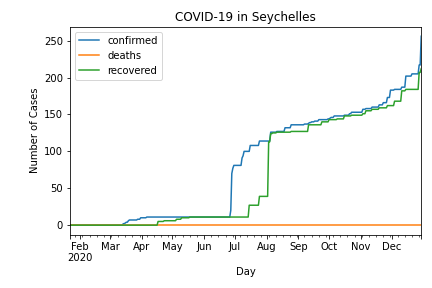 COVID-19 in Seychelles
confirmed
deaths
recovered
Number of Cases
250
200
150
100
50
0
Feb Mar Apr May Jun Jul Aug Sep Oct Nov Dec
2020
Day